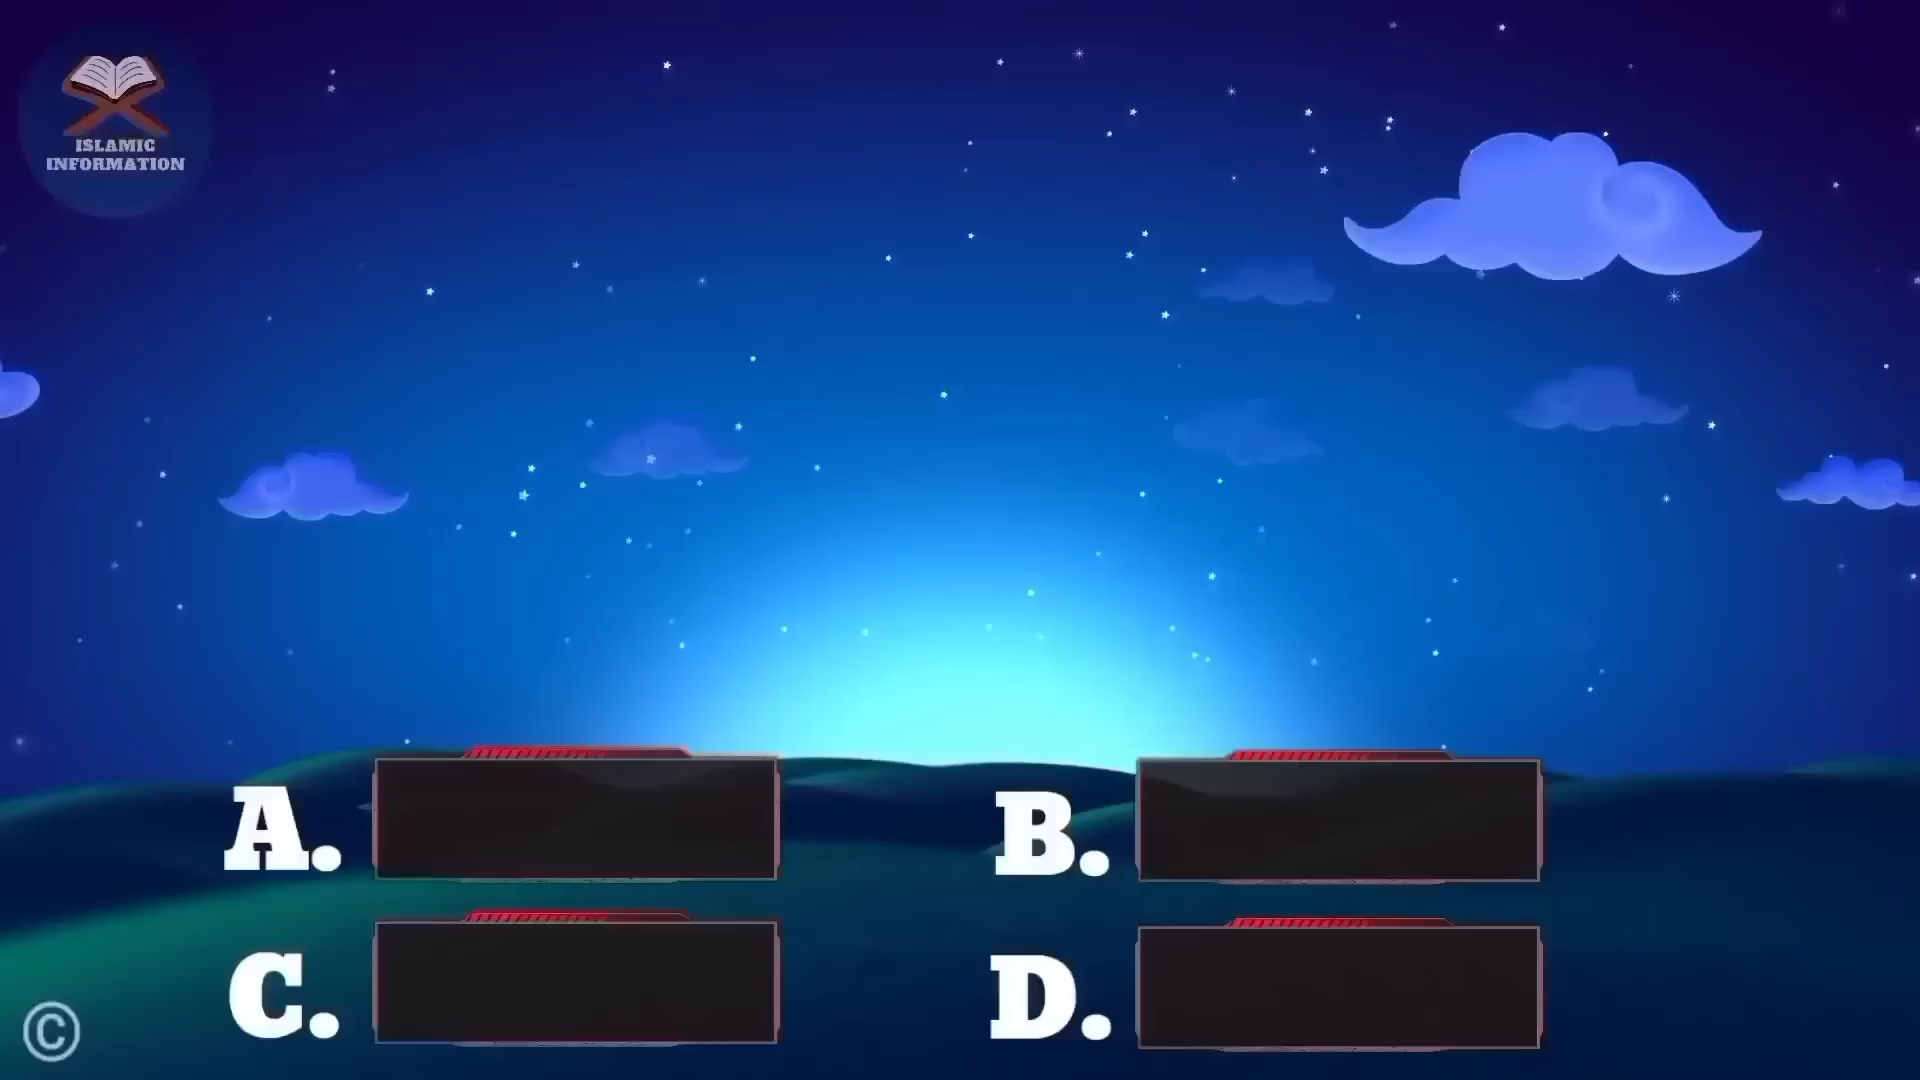 ISLAMIC
INFORMATION
A.
B.
C.
D.
©